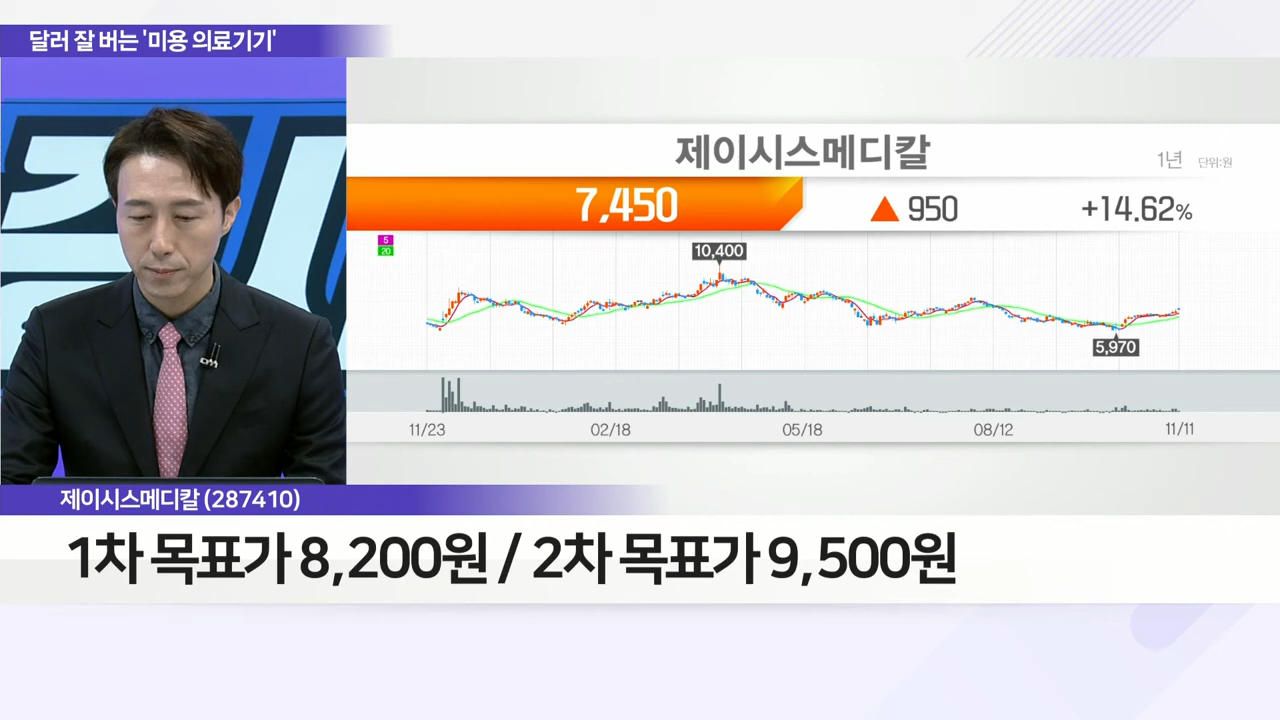 달러 잘 버는 '미용 의료기기'
제이시스메디칼
1년 단위:원
7,450 ▲ 950 +14.62%
5
20
10,400
5,970
11/23 02/18 05/18 08/12 11/11
제이시스메디칼 (287410)
1차 목표가 8,200원 / 2차 목표가 9,500원